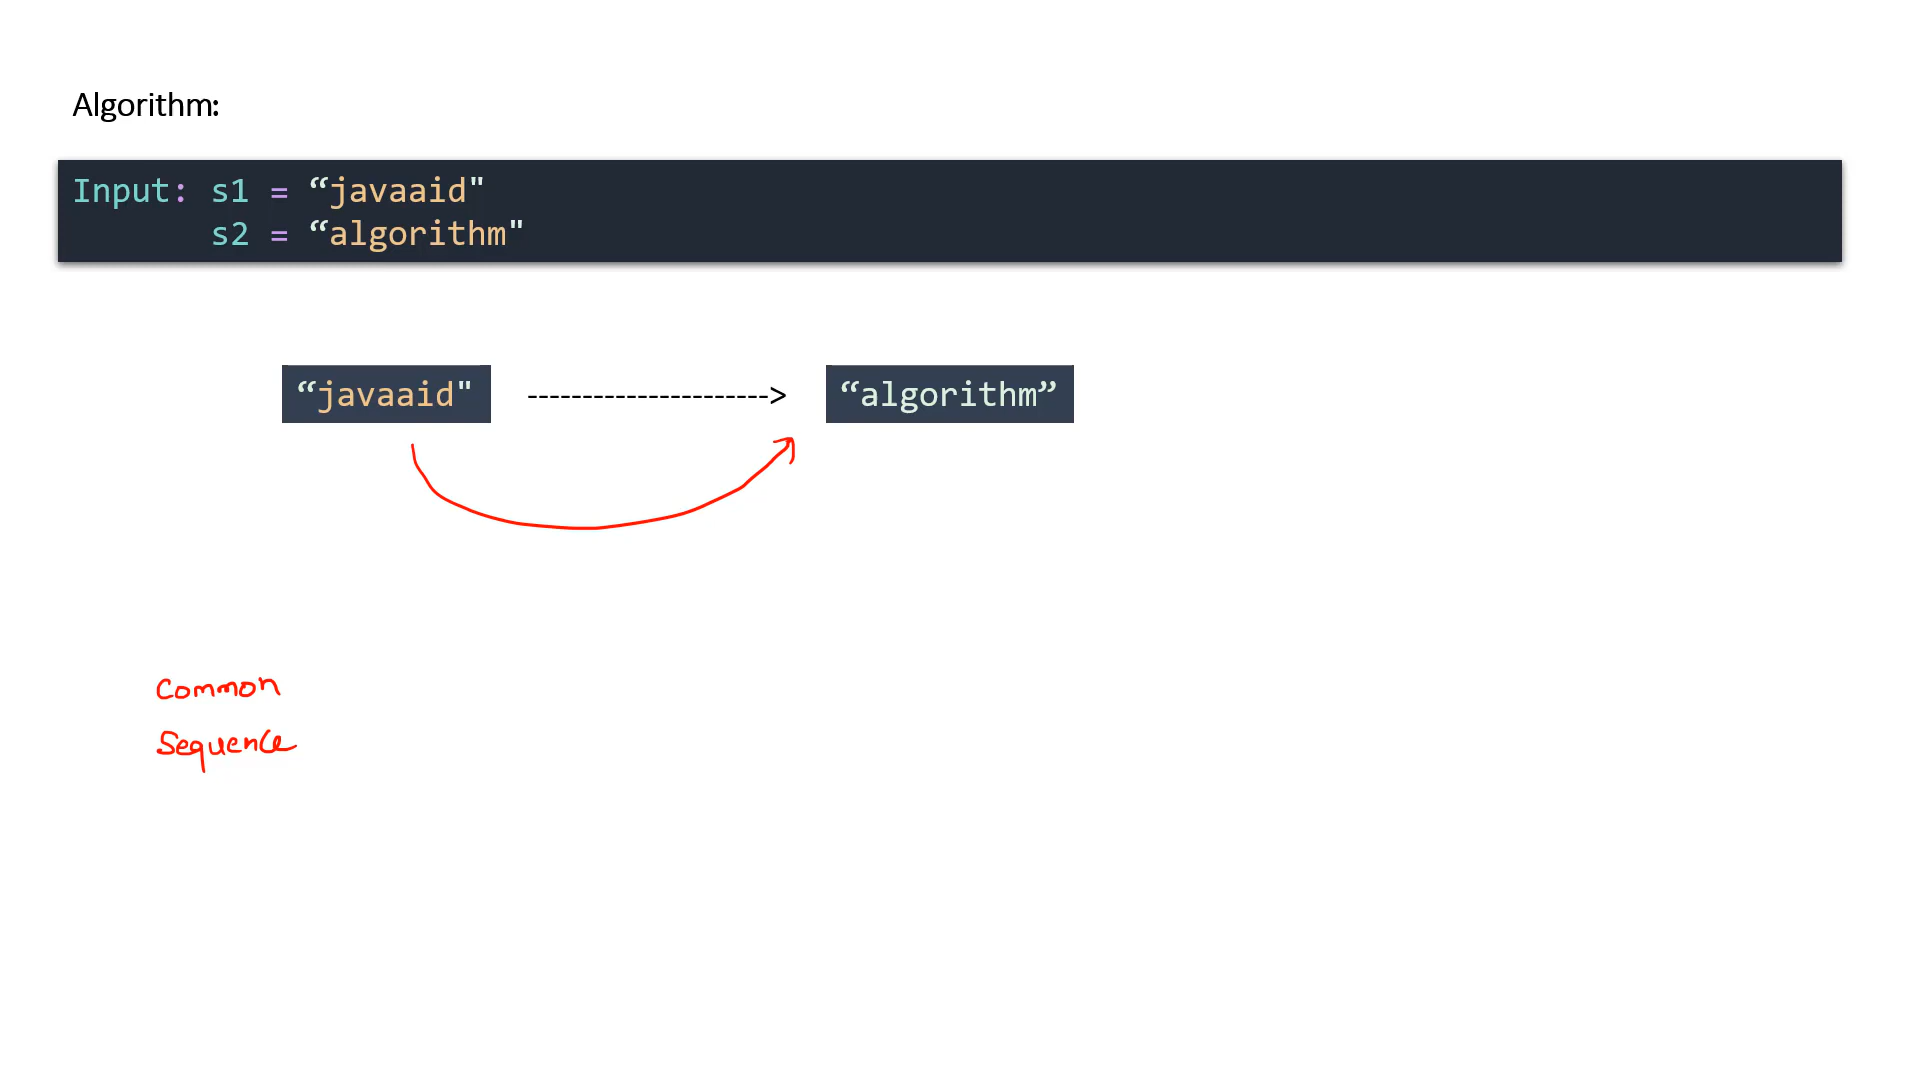 Algorithm:
Input: s1 = “javaaid"
s2 = “algorithm"
“javaaid" ----------------------> “algorithm”
Common
Sequence